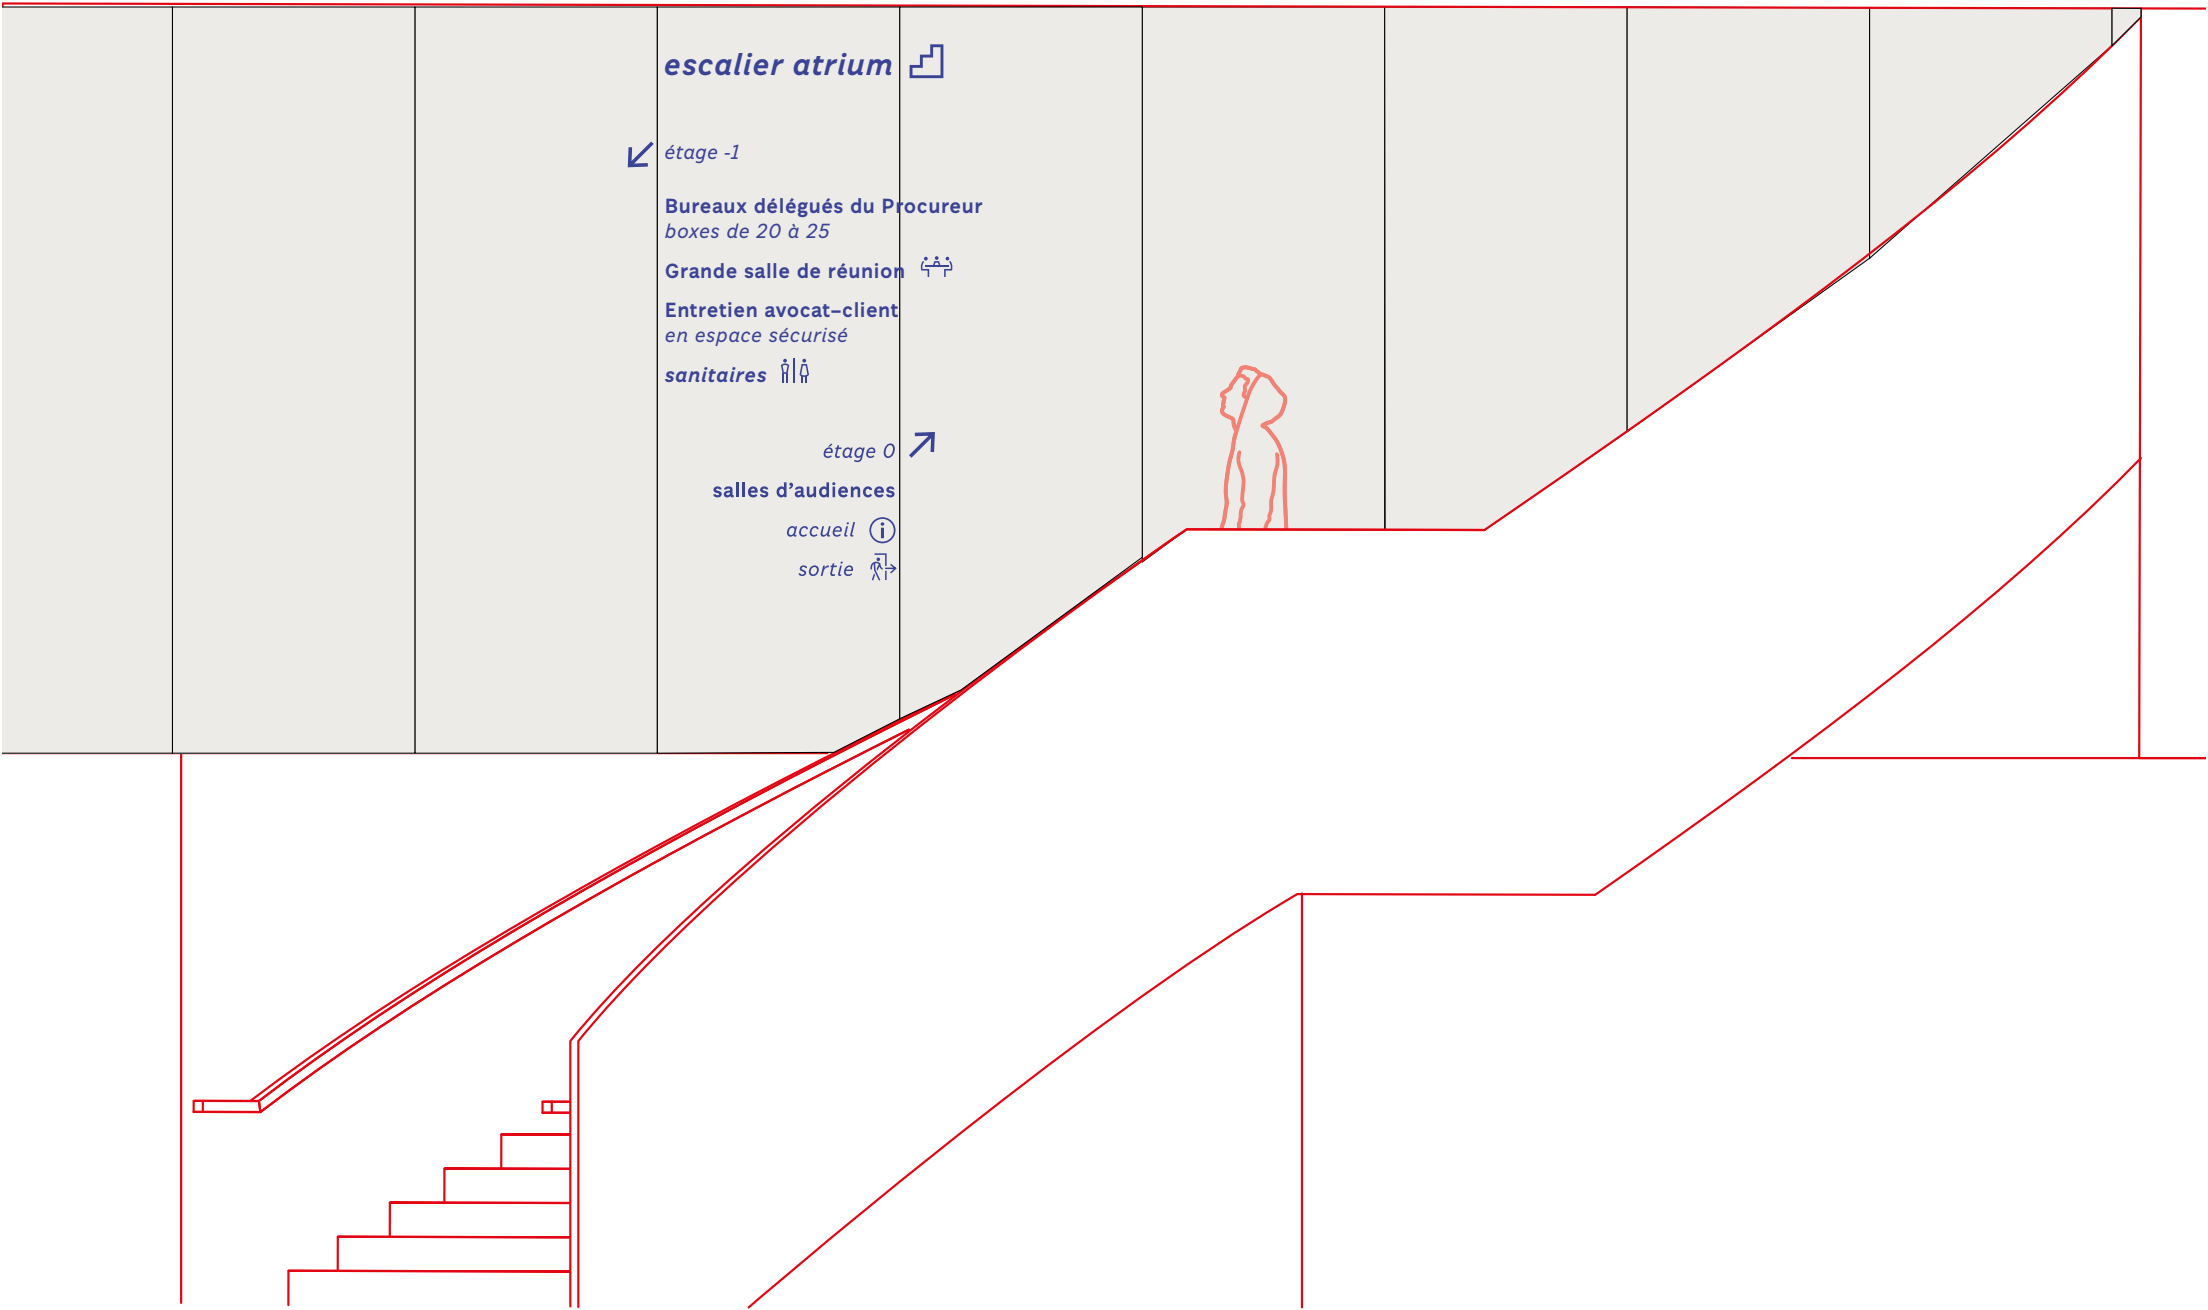 escalier atrium
étage -1
Bureaux délégués du Procureur
boxes de 20 à 25
Grande salle de réunion
Entretien avocat-client
en espace sécurisé
sanitaires
étage 0
salles d’audiences
accueil
sortie